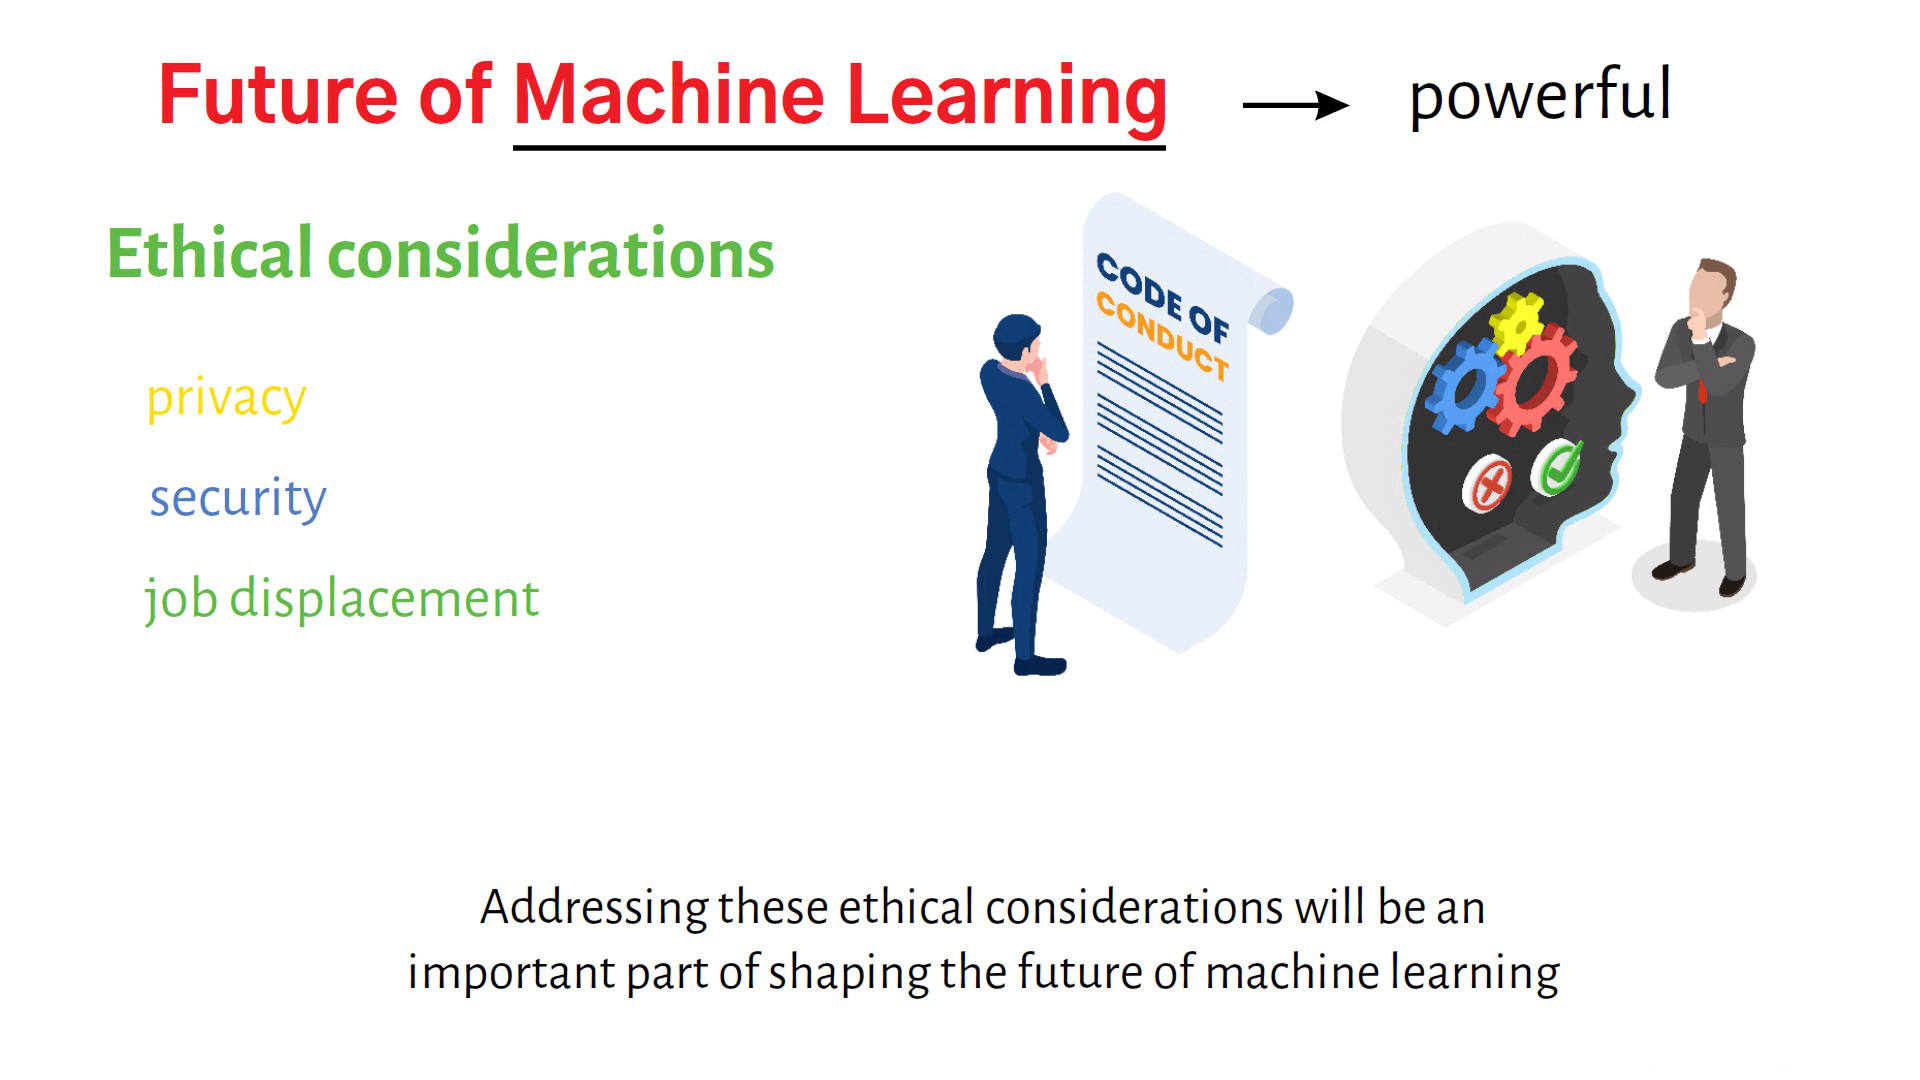 Future of Machine Learning → powerful
Ethical considerations
privacy
security
job displacement
CODE OF
CONDUCT
Addressing these ethical considerations will be an
important part of shaping the future of machine learning